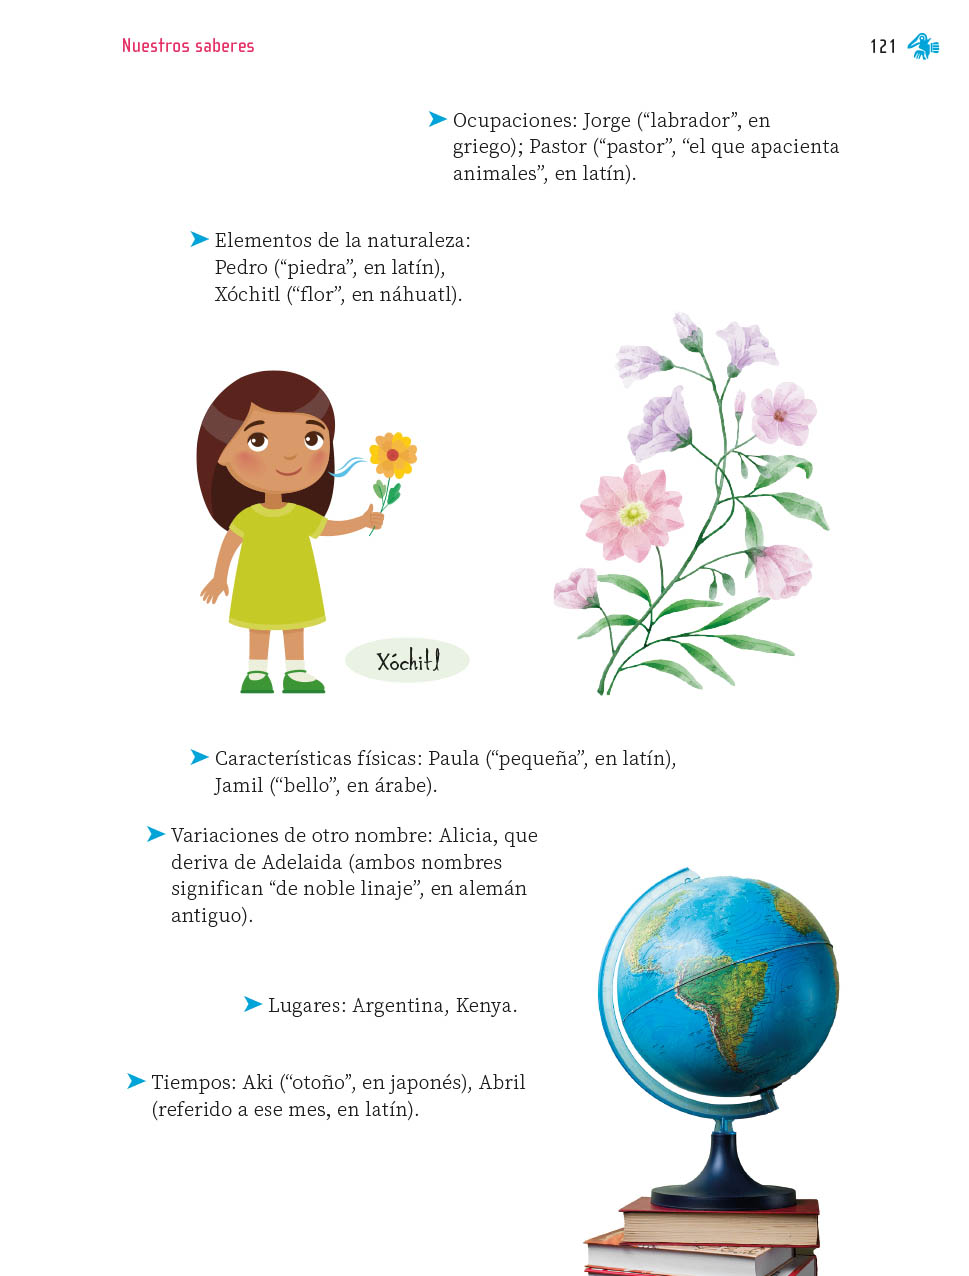 Nuestros saberes
121
Ocupaciones: Jorge (“labrador”, en
griego); Pastor (“pastor”, “el que apacienta
animales”, en latín).
Elementos de la naturaleza:
Pedro (“piedra”, en latín),
Xóchitl (“flor”, en náhuatl).
Xóchitl
Características físicas: Paula (“pequeña”, en latín),
Jamil (“bello”, en árabe).
Variaciones de otro nombre: Alicia, que
deriva de Adelaida (ambos nombres
significan “de noble linaje”, en alemán
antiguo).
Lugares: Argentina, Kenya.
Tiempos: Aki (“otoño”, en japonés), Abril
(referido a ese mes, en latín).